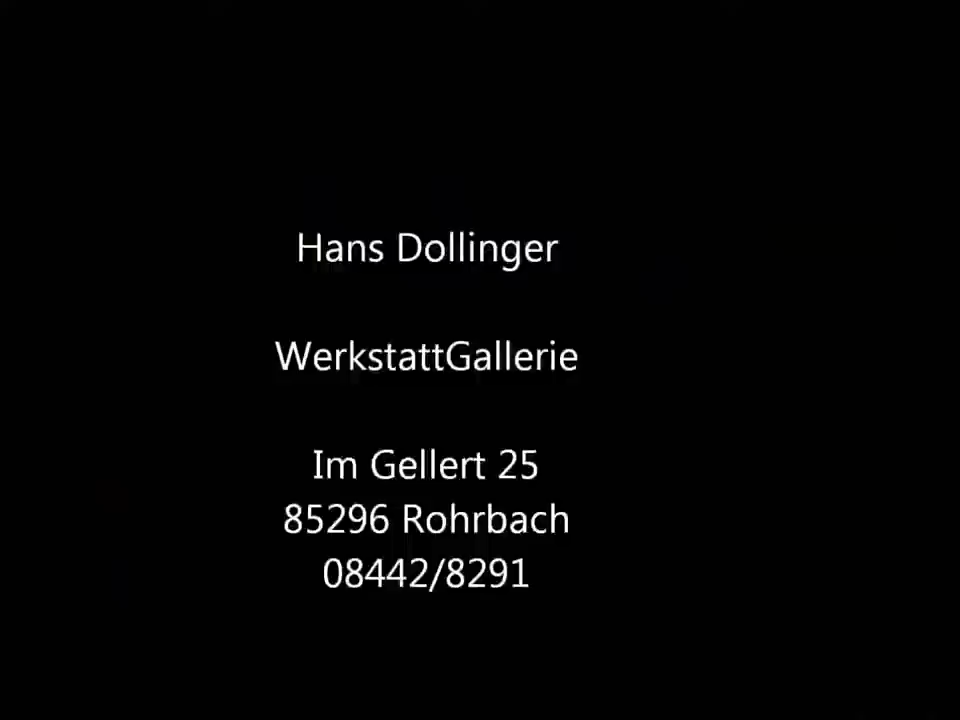 Hans Dollinger
WerkstattGallerie
Im Gellert 25
85296 Rohrbach
08442/8291